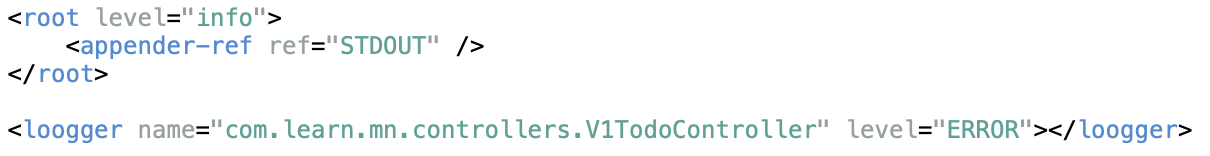 <root level="info">
    <appender-ref ref="STDOUT" />
</root>
<loogger name="com.learn.mn.controllers.V1TodoController" level="ERROR"></loogger>